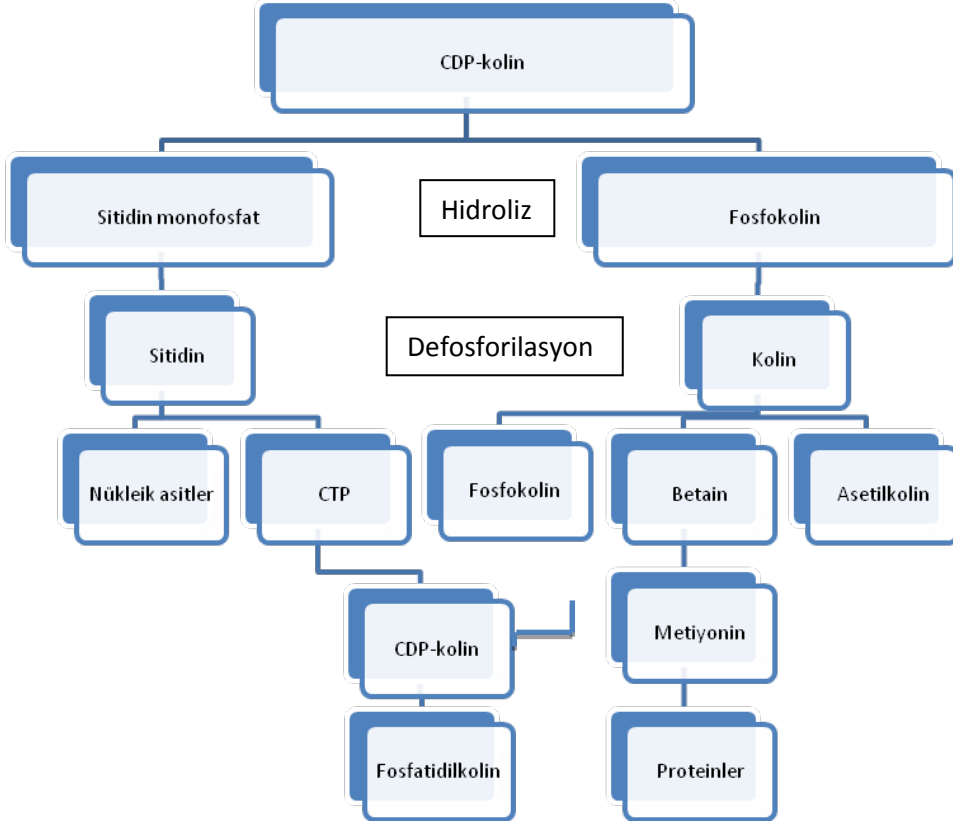 CDP-kolin
Sitidin monofosfat
Hidroliz
Fosfokolin
Sitidin
Defosforilasyon
Kolin
Nükleik asitler
CTP
Fosfokolin
Betain
Asetilkolin
CDP-kolin
Metiyonin
Fosfatidilkolin
Proteinler